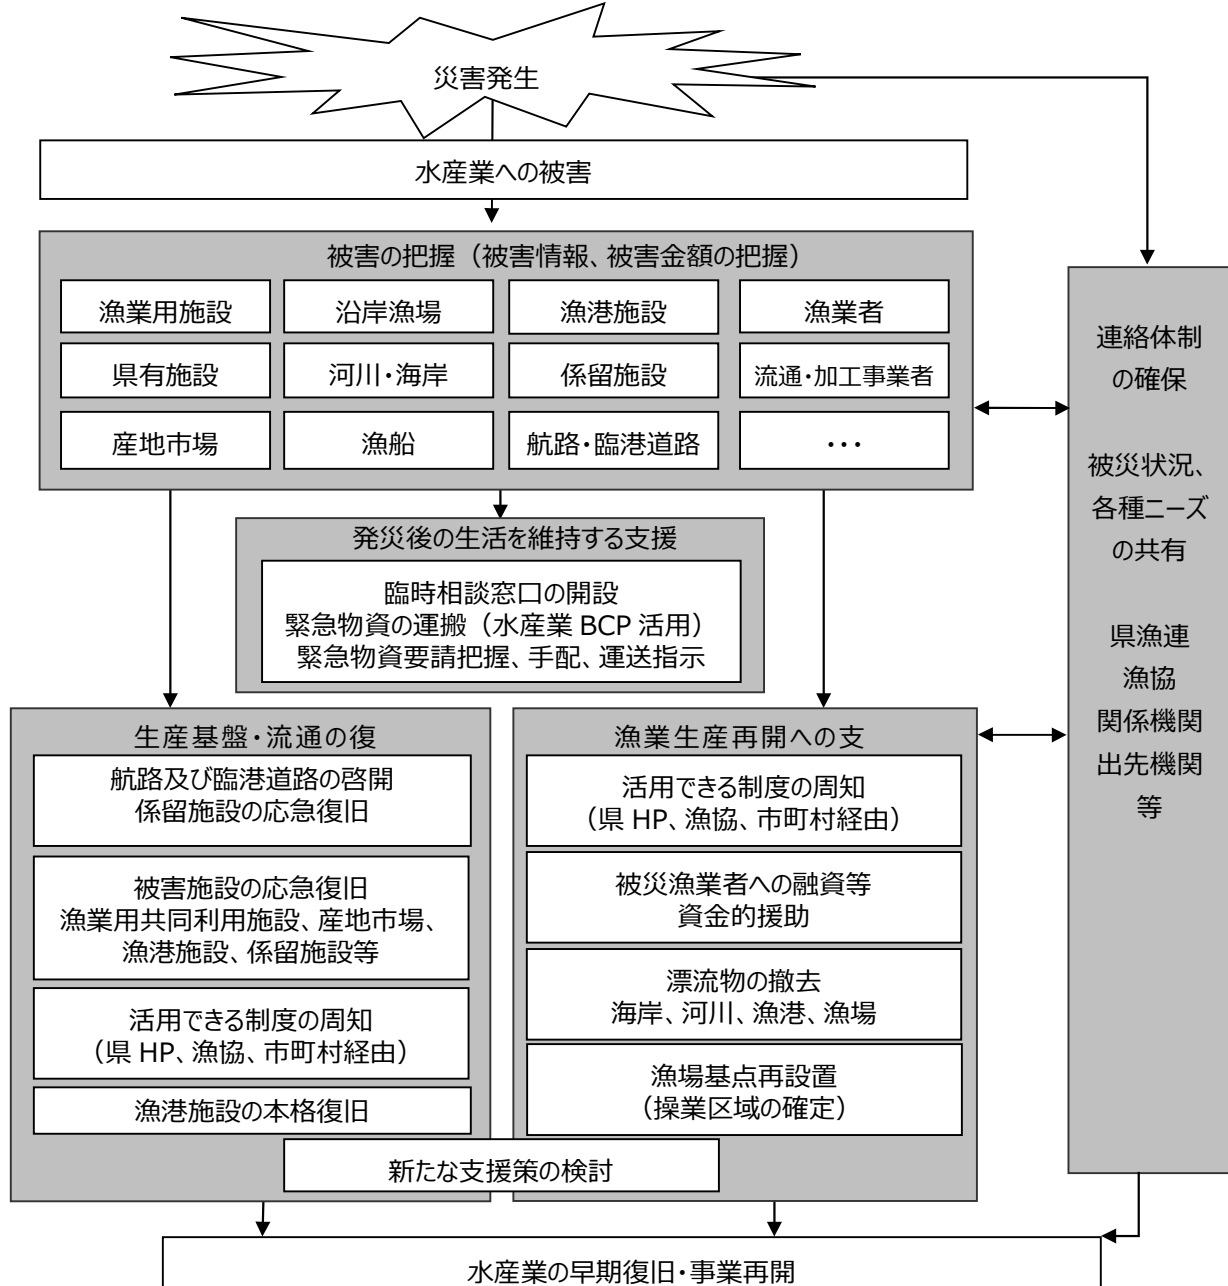 災害発生
水産業への被害
被害の把握（被害情報、被害金額の把握）
漁業用施設
沿岸漁場
漁港施設
漁業者
県有施設
河川・海岸
係留施設
流通・加工事業者
産地市場
漁船
航路・臨港道路
・・・
連絡体制
の確保
被災状況、
各種ニーズ
の共有
県漁連
漁協
関係機関
出先機関
等
発災後の生活を維持する支援
臨時相談窓口の開設
緊急物資の運搬（水産業 BCP 活用）
緊急物資要請把握、手配、運送指示
生産基盤・流通の復
航路及び臨港道路の啓開
係留施設の応急復旧
被害施設の応急復旧
漁業用共同利用施設、産地市場、
漁港施設、係留施設等
活用できる制度の周知
（県 HP、漁協、市町村経由）
漁港施設の本格復旧
漁業生産再開への支
活用できる制度の周知
（県 HP、漁協、市町村経由）
被災漁業者への融資等
資金的援助
漂流物の撤去
海岸、河川、漁港、漁場
漁場基点再設置
（操業区域の確定）
新たな支援策の検討
水産業の早期復旧・事業再開